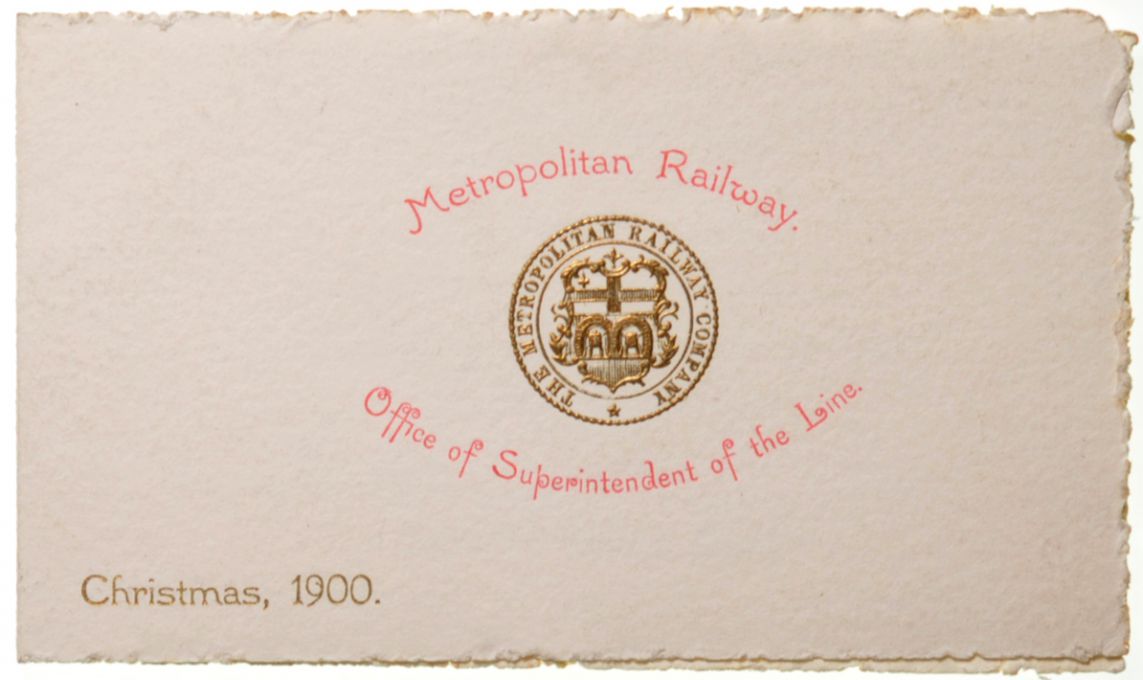 Metropolitan Railway.
THE METROPOLITAN RAILWAY COMPANY
Office of Superintendent of the Line.
Christmas, 1900.